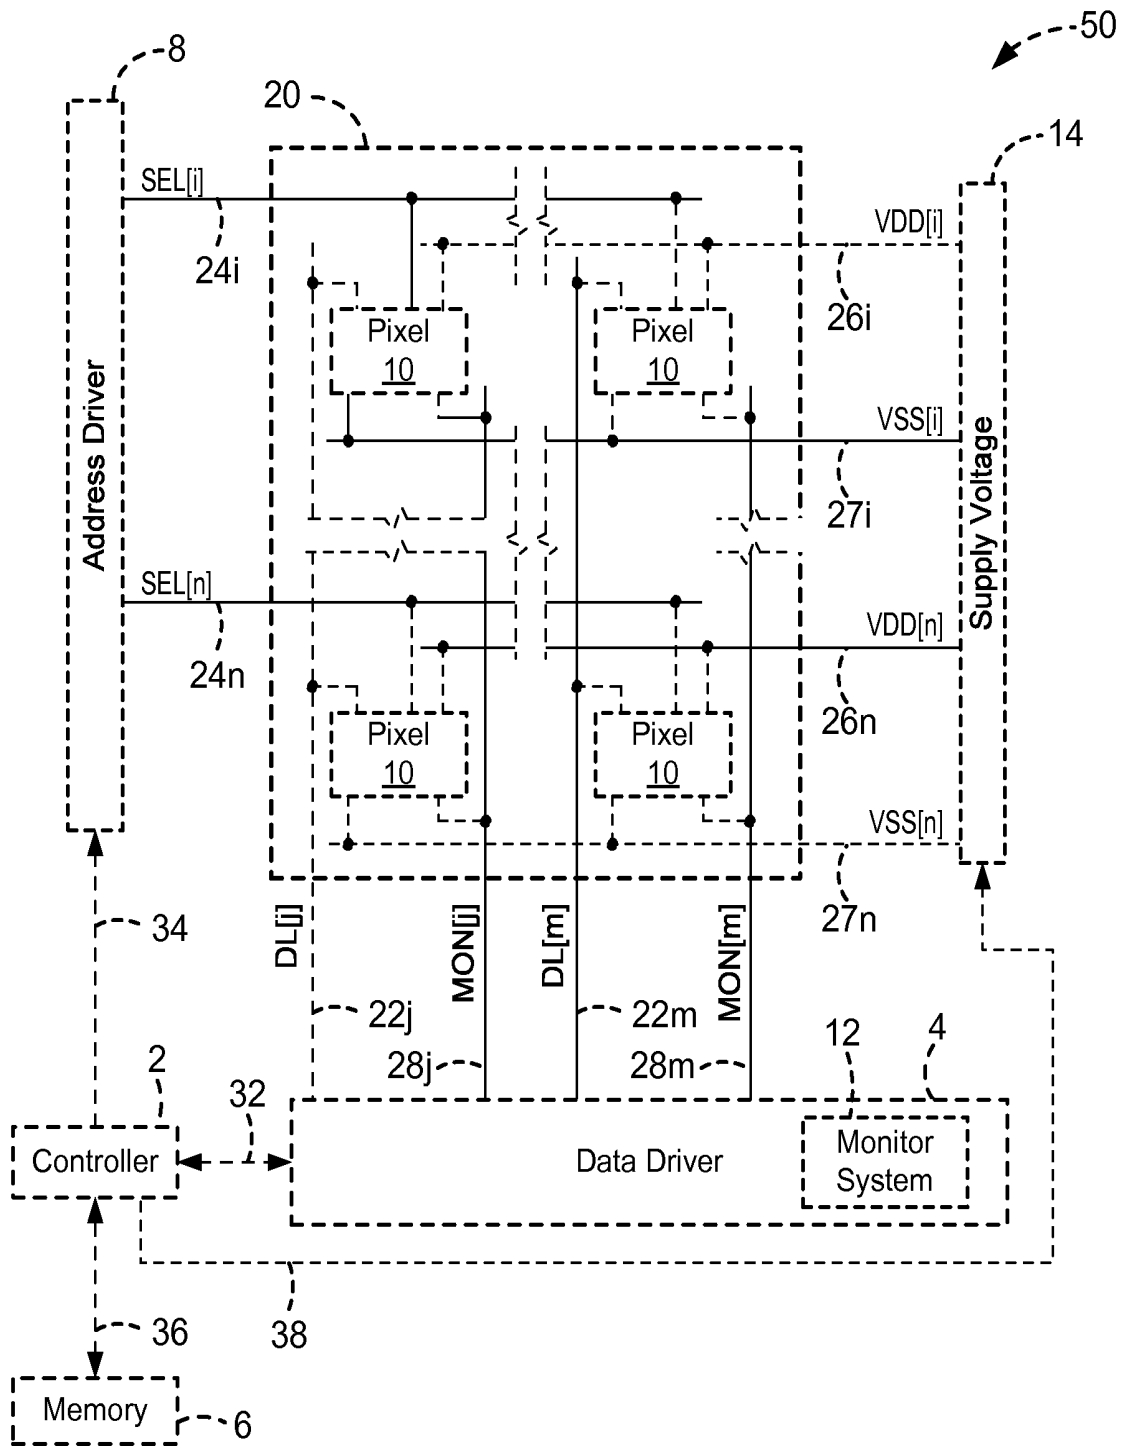 50
8
20
14
SEL[i]
VDD[i]
24i
26i
Pixel
10
Pixel
10
Address Driver
VSS[i]
27i
Supply Voltage
SEL[n]
VDD[n]
24n
26n
Pixel
10
Pixel
10
VSS[n]
27n
34
DL[j]
MON[j]
DL[m]
MON[m]
22j
22m
28j
28m
12
4
2
32
Controller
Data Driver
Monitor
System
36
38
Memory
6